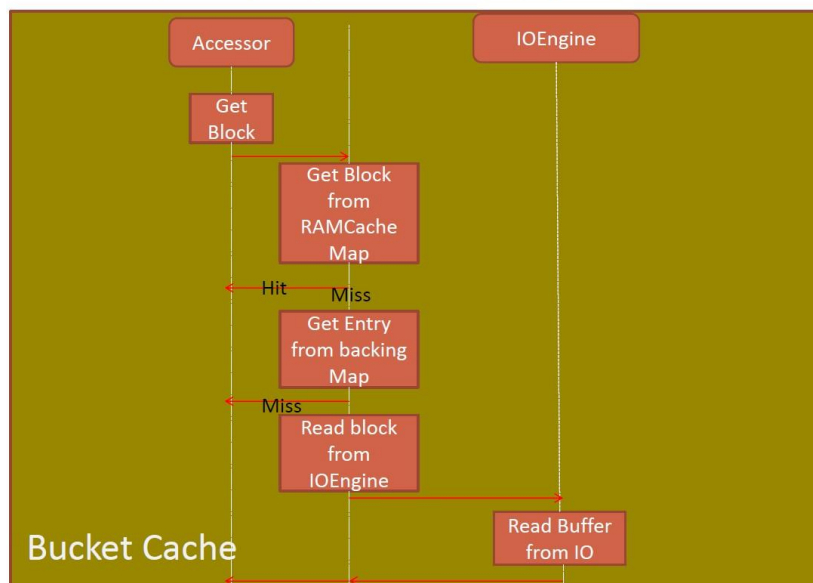 Accessor
IOEngine
Get
Block
Get Block
from
RAMCache
Map
Hit
Miss
Get Entry
from backing
Map
Miss
Read block
from
IOEngine
Read Buffer
from IO
Bucket Cache